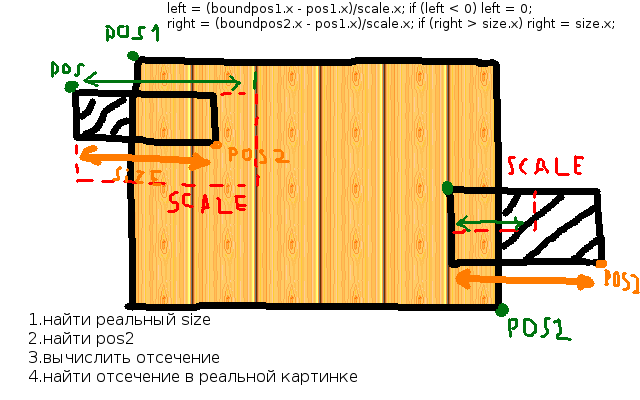 left = (boundpos1.x - pos1.x)/scale.x; if (left < 0) left = 0;
right = (boundpos2.x - pos1.x)/scale.x; if (right > size.x) right = size.x;
POS1
POS
POS2
SIZE
SCALE
SCALE
POS2
POS2
1.найти реальный size
2.найти pos2
3.вычислить отсечение
4.найти отсечение в реальной картинке